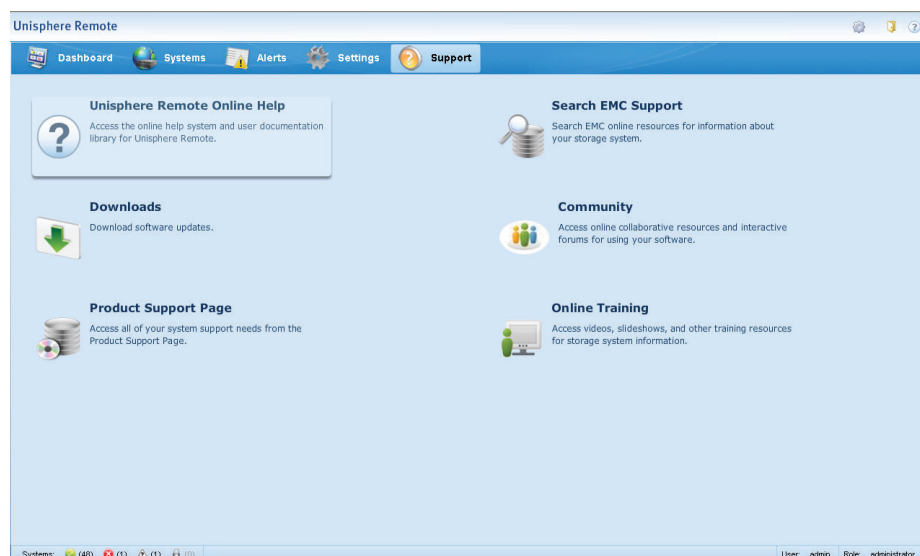 Unisphere Remote
Dashboard Systems Alerts Settings Support
Unisphere Remote Online Help
Access the online help system and user documentation
library for Unisphere Remote.
Search EMC Support
Search EMC online resources for information about
your storage system.
Downloads
Download software updates.
Community
Access online collaborative resources and interactive
forums for using your software.
Product Support Page
Access all of your system support needs from the
Product Support Page.
Online Training
Access videos, slideshows, and other training resources
for storage system information.
Systems: (48) (1) (1) (0)
User: admin Role: administrator